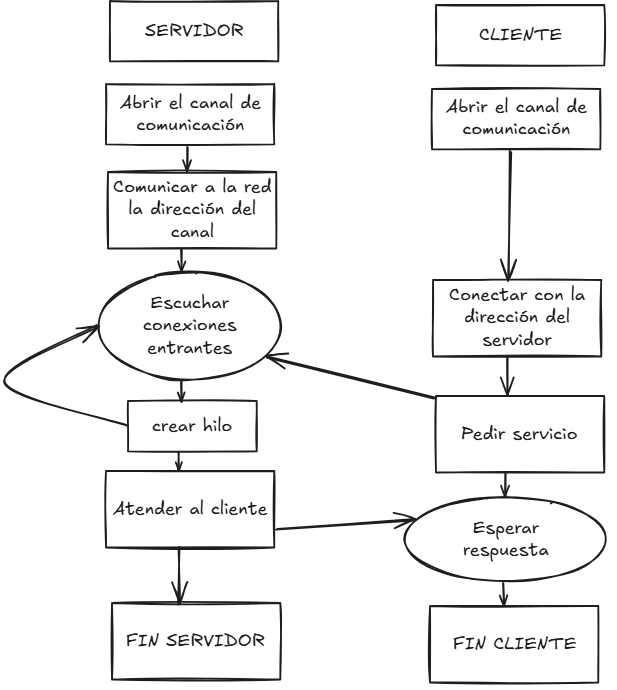 SERVIDOR
Abrir el canal de
comunicación
Comunicar a la red
la dirección del
canal
Escuchar
conexiones
entrantes
crear hilo
Atender al cliente
FIN SERVIDOR
CLIENTE
Abrir el canal de
comunicación
Conectar con la
dirección del
servidor
Pedir servicio
Esperar
respuesta
FIN CLIENTE